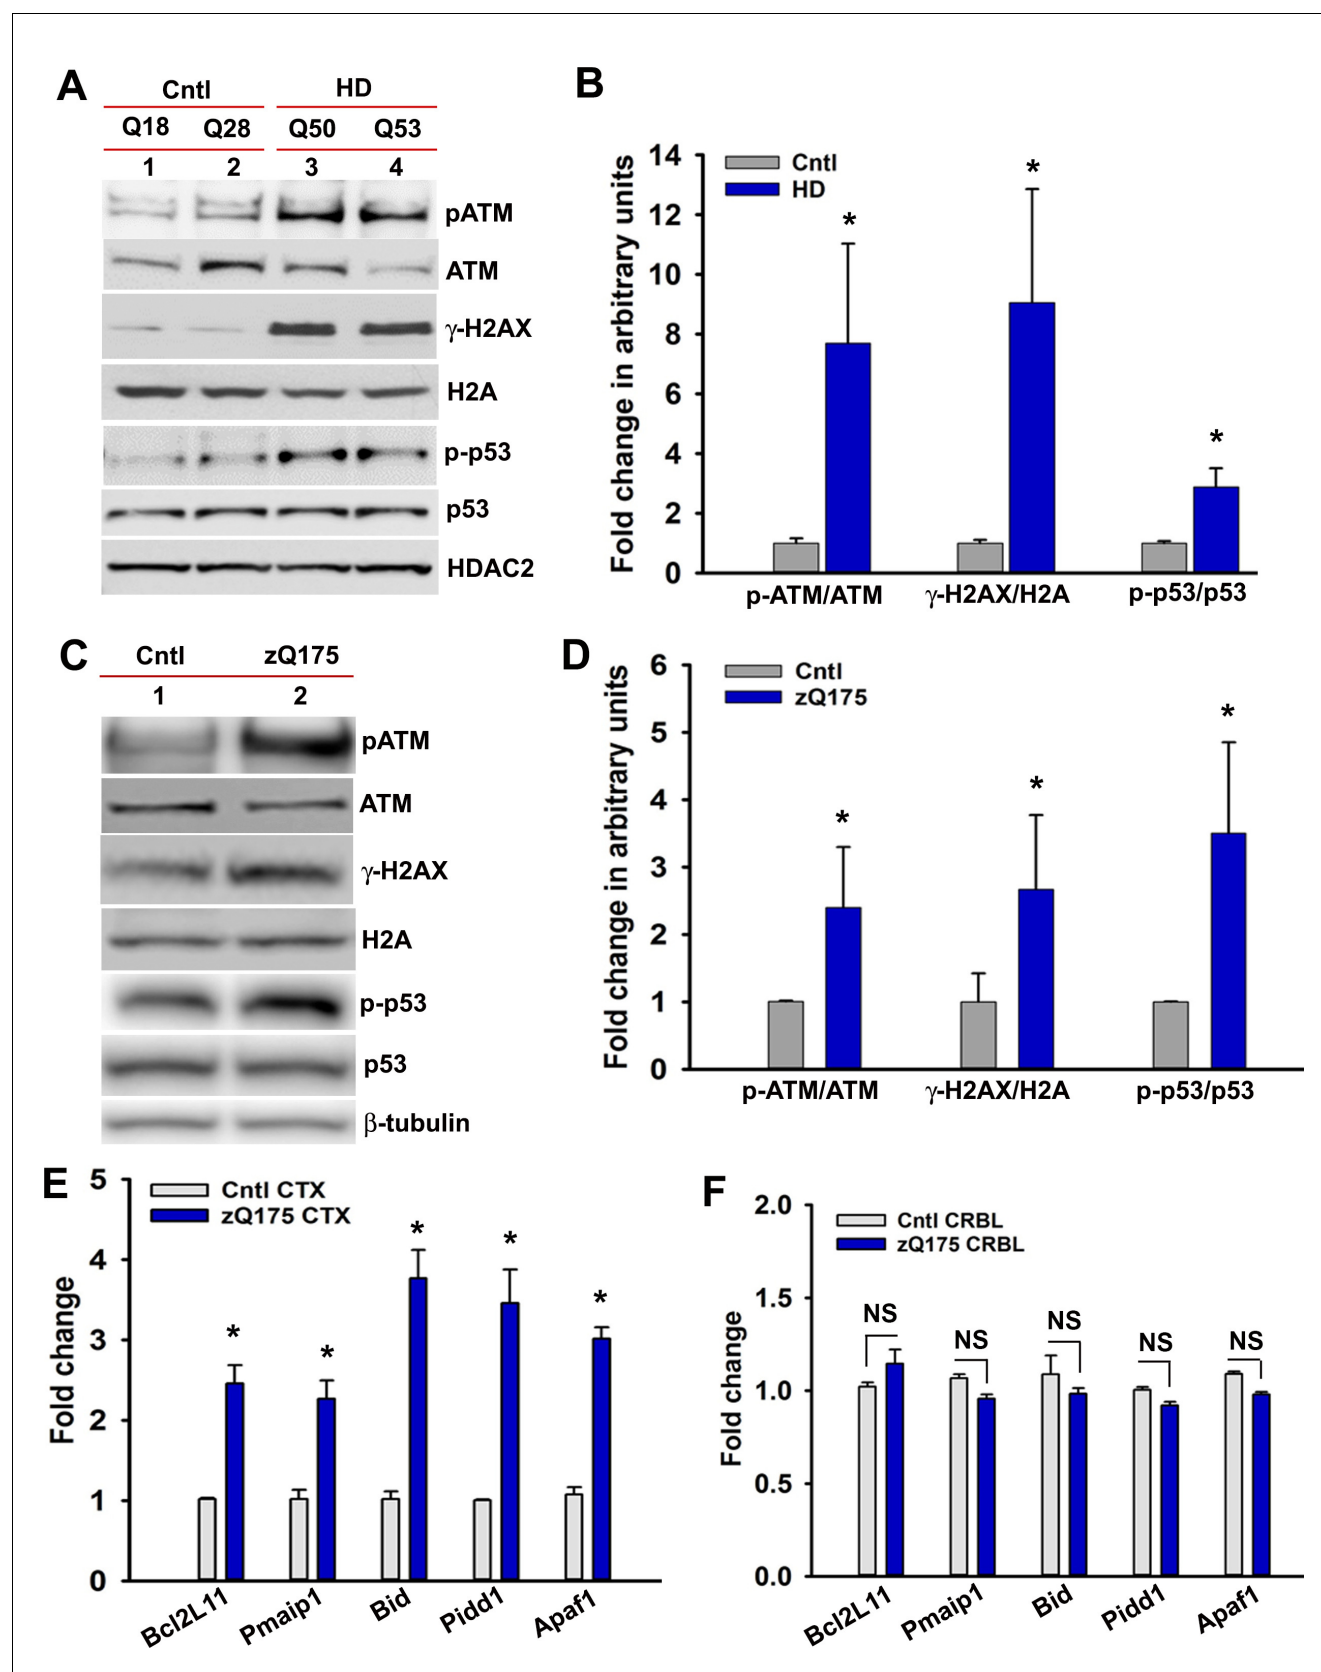 A
Cntl HD
Q18 Q28 Q50 Q53
1 2 3 4
pATM
ATM
γ-H2AX
H2A
p-p53
p53
HDAC2
B
Fold change in arbitrary units
14
12
10
8
6
4
2
0
Cntl
HD
*
*
*
p-ATM/ATM γ-H2AX/H2A p-p53/p53
C
Cntl zQ175
1 2
pATM
ATM
γ-H2AX
H2A
p-p53
p53
β-tubulin
D
Fold change in arbitrary units
6
5
4
3
2
1
0
Cntl
zQ175
*
*
*
p-ATM/ATM γ-H2AX/H2A p-p53/p53
E
Fold change
5
4
3
2
1
0
Cntl CTX
zQ175 CTX
*
*
*
*
*
Bcl2L11 Pmaip1 Bid Pidd1 Apaf1
F
Fold change
2.0
1.5
1.0
0.5
0.0
Cntl CRBL
zQ175 CRBL
NS NS NS NS NS
Bcl2L11 Pmaip1 Bid Pidd1 Apaf1